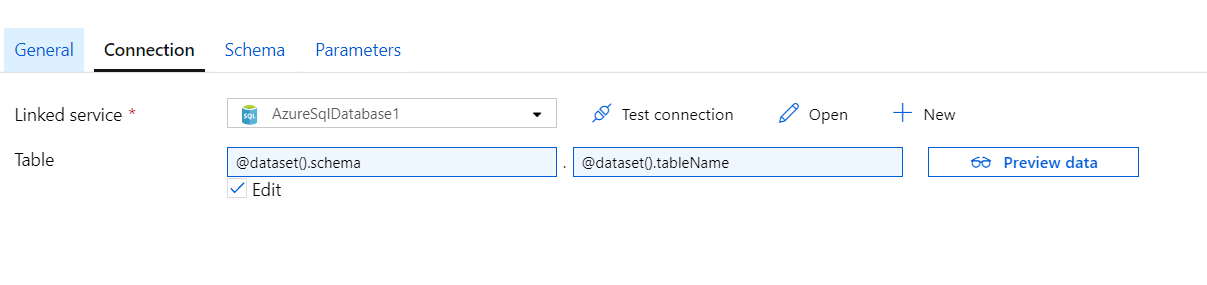 General Connection Schema Parameters
Linked service * SQL AzureSqlDatabase1 Test connection Open New
Table @dataset().schema . @dataset().tableName Preview data
Edit